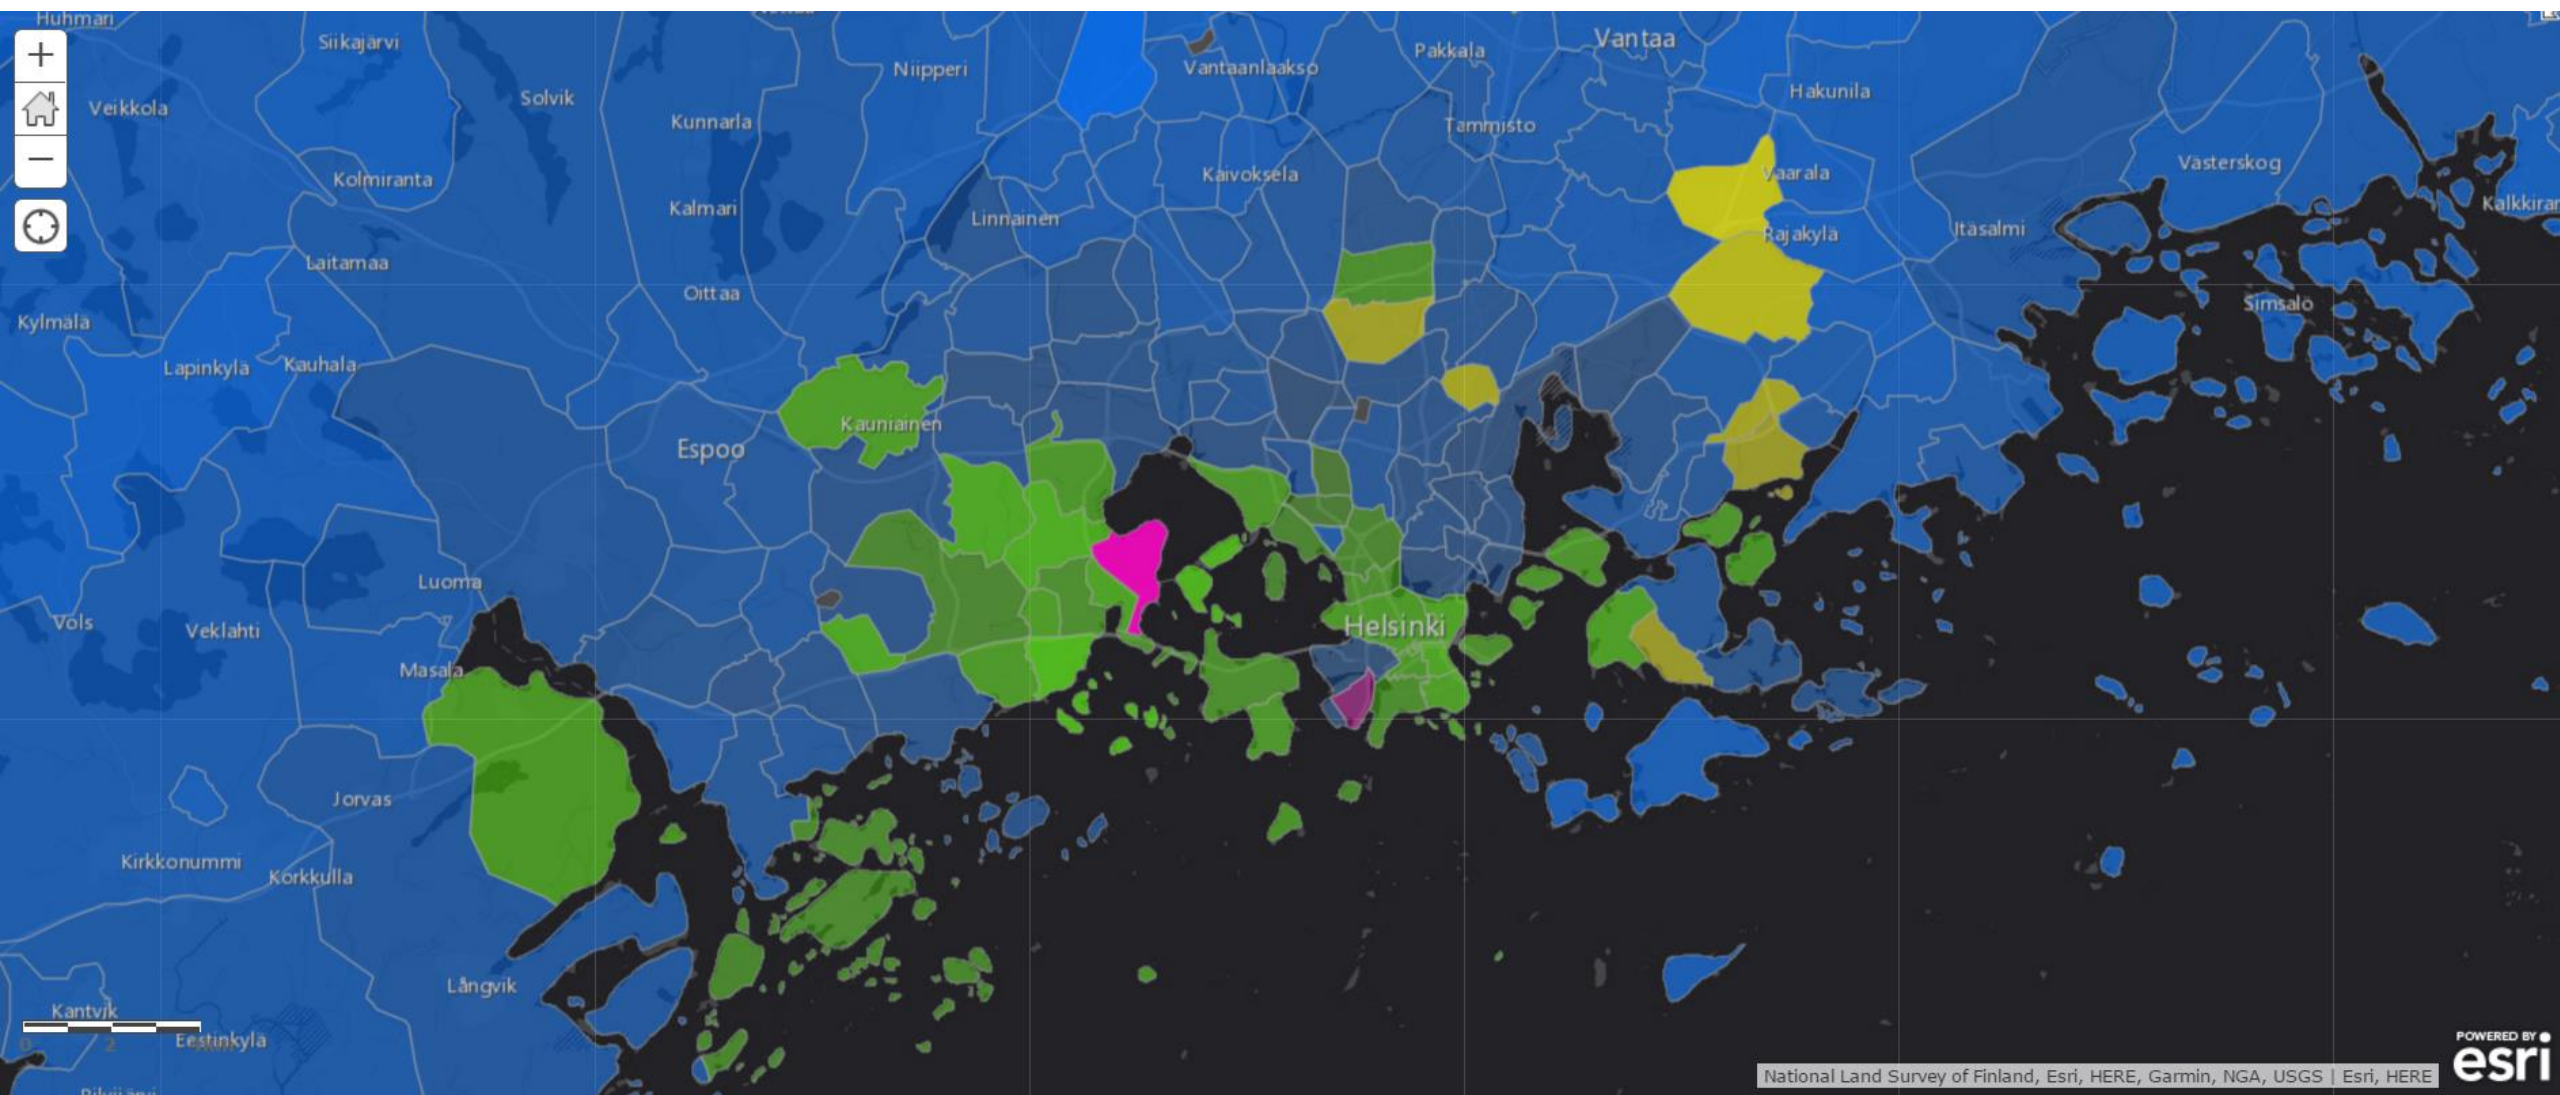 Huhmari
Siikajärvi
Vantaa
Pakkala
Niipperi
Vantaanlaakso
Hakunila
Solvik
Veikkola
Kunnarla
Tammisto
Västerskog
Vaarala
Kaivoksela
Kolmiranta
Kalmari
Linnainen
Itäsalmi
Rajakylä
Laitamaa
Oittaa
Simsalö
Kylmälä
Lapinkylä
Kauhala
Kauniainen
Espoo
Luoma
Vols
Veklahti
Helsinki
Masala
Jorvas
Kirkkonummi
Korkkulla
Långvik
Kantvik
0 2
Eestinkylä
POWERED BY
esri
National Land Survey of Finland, Esri, HERE, Garmin, NGA, USGS | Esri, HERE